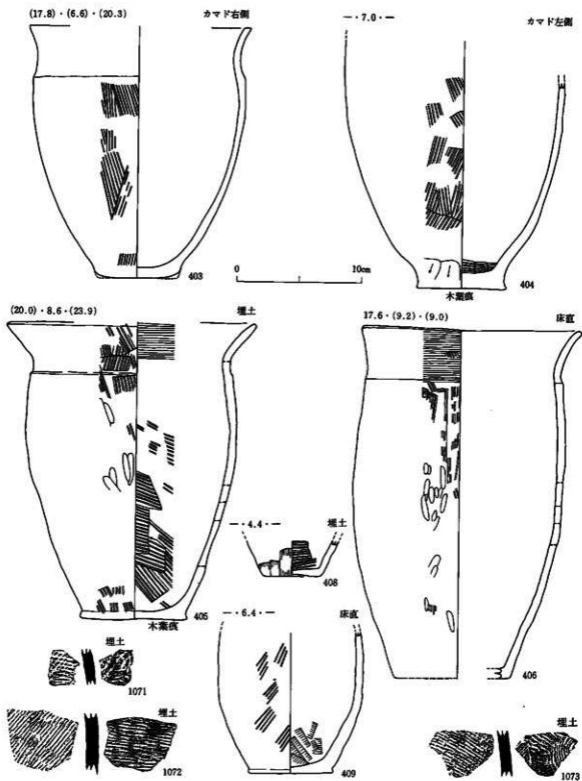 (17.8)・(6.6)・(20.3) カマド右側
403
―・7.0・― カマド左側
404
木葉痕
0 10cm
(20.0)・8.6・(23.9) 埋土
405
木葉痕
17.6・(9.2)・(9.0) 床直
406
―・4.4・― 埋土
408
―・6.4・― 床直
409
埋土
1071
埋土
1072
埋土
1073